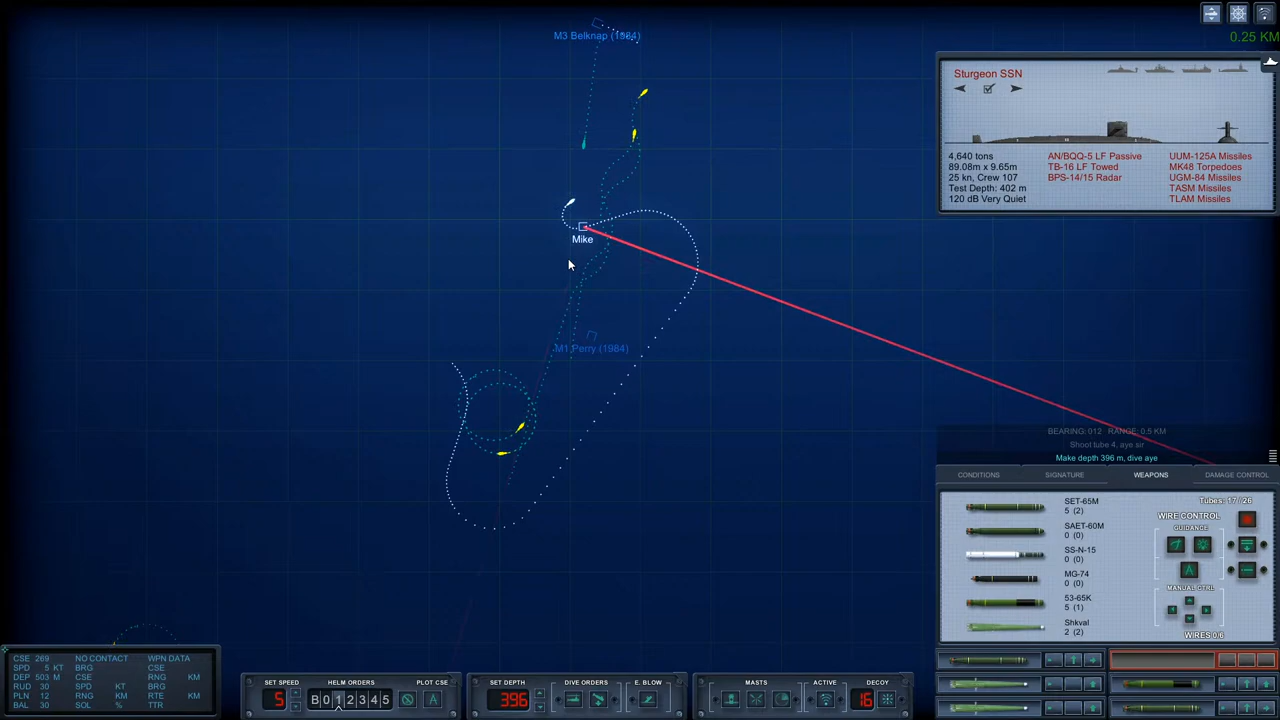 M3 Belknap (1984)
0.25 KM
Sturgeon SSN
4,640 tons
89.08m x 9.65m
25 kn, Crew 107
Test Depth: 402 m
120 dB Very Quiet
AN/BQQ-5 LF Passive
TB-16 LF Towed
BPS-14/15 Radar
UUM-125A Missiles
MK48 Torpedoes
UGM-84 Missiles
TASM Missiles
TLAM Missiles
Mike
M1 Perry (1984)
BEARING: 012 RANGE: 0.5 KM
Shoot tube 4, aye sir
Make depth 396 m, dive aye
CONDITIONS SIGNATURE WEAPONS DAMAGE CONTROL
SET-65M
5 (2)
SAET-60M
0 (0)
SS-N-15
0 (0)
MG-74
0 (0)
53-65K
5 (1)
Shkval
2 (2)
Tubes: 17 / 26
WIRE CONTROL
GUIDANCE
A
MANUAL CTRL
WIRES 0/6
CSE 269 NO CONTACT WPN DATA
SPD 5 KT BRG CSE
DEP 503 M CSE RNG KM
RUD 30 SPD KT BRG
PLN 12 RNG KM RTE KM
BAL 30 SOL % TTR
SET SPEED HELM ORDERS PLOT CSE
5 B 0 1 2 3 4 5 A
SET DEPTH DIVE ORDERS E. BLOW
396
MASTS ACTIVE DECOY
16